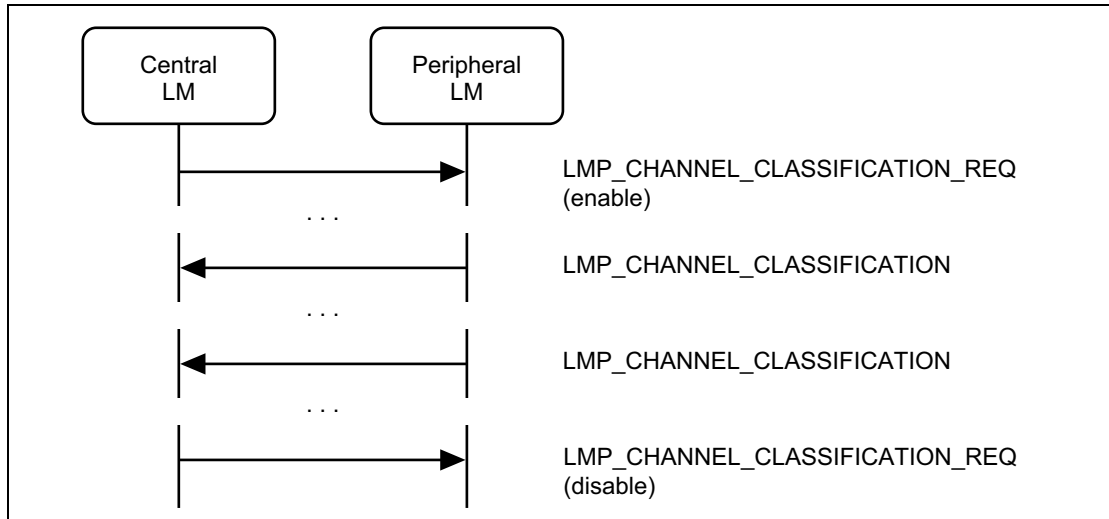 Central
LM
Peripheral
LM
LMP_CHANNEL_CLASSIFICATION_REQ
(enable)
. . .
LMP_CHANNEL_CLASSIFICATION
. . .
LMP_CHANNEL_CLASSIFICATION
. . .
LMP_CHANNEL_CLASSIFICATION_REQ
(disable)